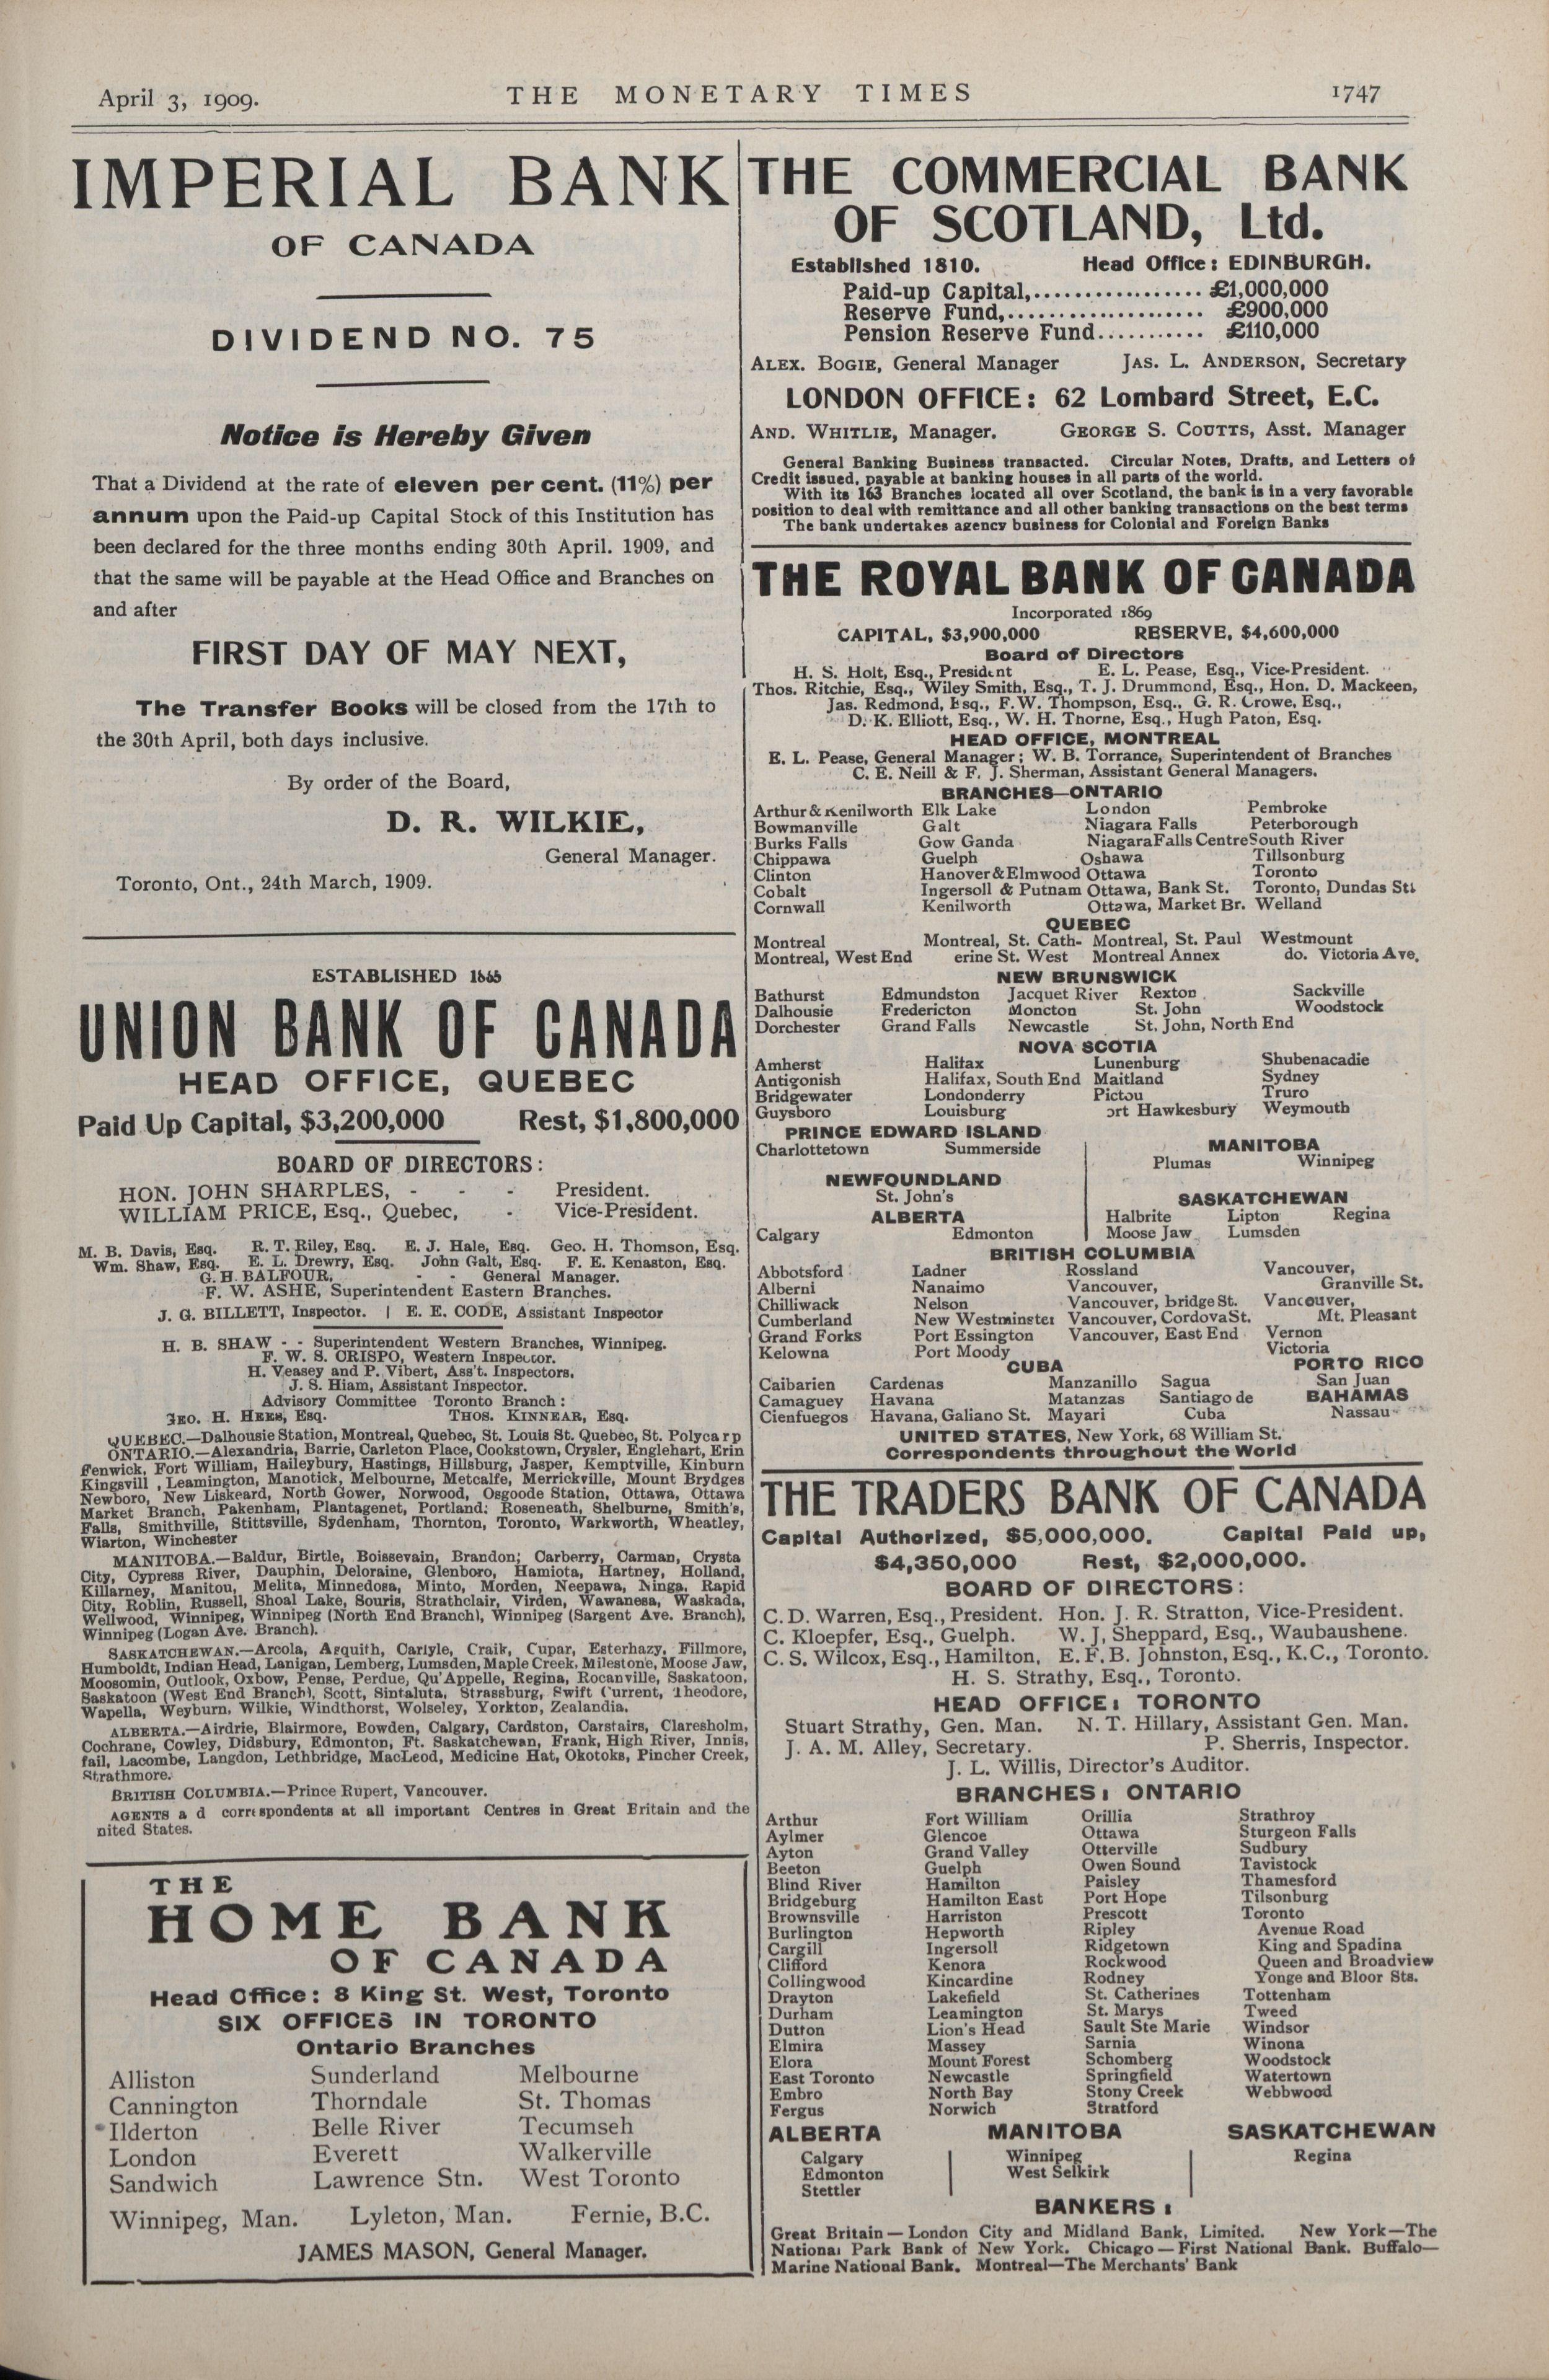 April 3, 1909.
THE MONETARY TIMES
1747
IMPERIAL BANK
OF CANADA
DIVIDEND NO. 75
Notice is Hereby Given
That a Dividend at the rate of eleven per cent. (11%) per
annum upon the Paid-up Capital Stock of this Institution has
been declared for the three months ending 30th April. 1909, and
that the same will be payable at the Head Office and Branches on
and after
FIRST DAY OF MAY NEXT,
The Transfer Books will be closed from the 17th to
the 30th April, both days inclusive.
By order of the Board,
D. R. WILKIE,
General Manager.
Toronto, Ont., 24th March, 1909.
ESTABLISHED 1865
UNION BANK OF CANADA
HEAD OFFICE, QUEBEC
Paid Up Capital, $3,200,000 Rest, $1,800,000
BOARD OF DIRECTORS:
HON. JOHN SHARPLES, - - - President.
WILLIAM PRICE, Esq., Quebec, - Vice-President.
M. B. Davis, Esq. R. T. Riley, Esq. E. J. Hale, Esq. Geo. H. Thomson, Esq.
Wm. Shaw, Esq. E. L. Drewry, Esq. John Galt, Esq. F. E. Kenaston, Esq.
G. H. BALFOUR, - - General Manager.
F. W. ASHE, Superintendent Eastern Branches.
J. G. BILLETT, Inspector. | E. E. CODE, Assistant Inspector
H. B. SHAW - - Superintendent Western Branches, Winnipeg.
F. W. S. CRISPO, Western Inspector.
H. Veasey and P. Vibert, Ass't. Inspectors.
J. S. Hiam, Assistant Inspector.
Advisory Committee Toronto Branch:
GEO. H. HEES, Esq. THOS. KINNEAR, Esq.
QUEBEC.—Dalhousie Station, Montreal, Quebec, St. Louis St. Quebec, St. Polycarp
ONTARIO.—Alexandria, Barrie, Carleton Place, Cookstown, Crysler, Englehart, Erin
Fenwick, Fort William, Haileybury, Hastings, Hillsburg, Jasper, Kemptville, Kinburn
Kingsvill , Leamington, Manotick, Melbourne, Metcalfe, Merrickville, Mount Brydges
Newboro, New Liskeard, North Gower, Norwood, Osgoode Station, Ottawa, Ottawa
Market Branch, Pakenham, Plantagenet, Portland, Roseneath, Shelburne, Smith's,
Falls, Smithville, Stittsville, Sydenham, Thornton, Toronto, Warkworth, Wheatley,
Wiarton, Winchester
MANITOBA.—Baldur, Birtle, Boissevain, Brandon, Carberry, Carman, Crysta
City, Cypress River, Dauphin, Deloraine, Glenboro, Hamiota, Hartney, Holland,
Killarney, Manitou, Melita, Minnedosa, Minto, Morden, Neepawa, Ninga, Rapid
City, Roblin, Russell, Shoal Lake, Souris, Strathclair, Virden, Wawanesa, Waskada,
Wellwood, Winnipeg, Winnipeg (North End Branch), Winnipeg (Sargent Ave. Branch),
Winnipeg (Logan Ave. Branch).
SASKATCHEWAN.—Arcola, Asquith, Carlyle, Craik, Cupar, Esterhazy, Fillmore,
Humboldt, Indian Head, Lanigan, Lemberg, Lumsden, Maple Creek, Milestone, Moose Jaw,
Moosomin, Outlook, Oxbow, Pense, Perdue, Qu'Appelle, Regina, Rocanville, Saskatoon,
Saskatoon (West End Branch), Scott, Sintaluta, Strassburg, Swift Current, Theodore,
Wapella, Weyburn, Wilkie, Windthorst, Wolseley, Yorkton, Zealandia.
ALBERTA.—Airdrie, Blairmore, Bowden, Calgary, Cardston, Carstairs, Claresholm,
Cochrane, Cowley, Didsbury, Edmonton, Ft. Saskatchewan, Frank, High River, Innis,
fail, Lacombe, Langdon, Lethbridge, MacLeod, Medicine Hat, Okotoks, Pincher Creek,
Strathmore.
BRITISH COLUMBIA.—Prince Rupert, Vancouver.
AGENTS a d correspondents at all important Centres in Great Britain and the
nited States.
THE
HOME BANK
OF CANADA
Head Office: 8 King St. West, Toronto
SIX OFFICES IN TORONTO
Ontario Branches
Alliston Sunderland Melbourne
Cannington Thorndale St. Thomas
Ilderton Belle River Tecumseh
London Everett Walkerville
Sandwich Lawrence Stn. West Toronto
Winnipeg, Man. Lyleton, Man. Fernie, B.C.
JAMES MASON, General Manager.
THE COMMERCIAL BANK
OF SCOTLAND, Ltd.
Established 1810. Head Office: EDINBURGH.
Paid-up Capital,.................. £1,000,000
Reserve Fund,..................... £900,000
Pension Reserve Fund........... £110,000
ALEX. BOGIE, General Manager JAS. L. ANDERSON, Secretary
LONDON OFFICE: 62 Lombard Street, E.C.
AND. WHITLIE, Manager. GEORGE S. COUTTS, Asst. Manager
General Banking Business transacted. Circular Notes, Drafts, and Letters of
Credit issued, payable at banking houses in all parts of the world.
With its 163 Branches located all over Scotland, the bank is in a very favorable
position to deal with remittance and all other banking transactions on the best terms
The bank undertakes agency business for Colonial and Foreign Banks
THE ROYAL BANK OF CANADA
Incorporated 1869
CAPITAL, $3,900,000 RESERVE, $4,600,000
Board of Directors
H. S. Holt, Esq., President E. L. Pease, Esq., Vice-President.
Thos. Ritchie, Esq., Wiley Smith, Esq., T. J. Drummond, Esq., Hon. D. Mackeen,
Jas. Redmond, Esq., F. W. Thompson, Esq., G. R. Crowe, Esq.,
D. K. Elliott, Esq., W. H. Thorne, Esq., Hugh Paton, Esq.
HEAD OFFICE, MONTREAL
E. L. Pease, General Manager; W. B. Torrance, Superintendent of Branches
C. E. Neill & F. J. Sherman, Assistant General Managers.
BRANCHES—ONTARIO
Arthur & Kenilworth Elk Lake London Pembroke
Bowmanville Galt Niagara Falls Peterborough
Burks Falls Gow Ganda Niagara Falls Centre South River
Chippawa Guelph Oshawa Tillsonburg
Clinton Hanover & Elmwood Ottawa Toronto
Cobalt Ingersoll & Putnam Ottawa, Bank St. Toronto, Dundas St.
Cornwall Kenilworth Ottawa, Market Br. Welland
QUEBEC
Montreal Montreal, St. Cath- Montreal, St. Paul Westmount
Montreal, West End erine St. West Montreal Annex do. Victoria Ave.
NEW BRUNSWICK
Bathurst Edmundston Jacquet River Rexton Sackville
Dalhousie Fredericton Moncton St. John Woodstock
Dorchester Grand Falls Newcastle St. John, North End
NOVA SCOTIA
Amherst Halifax Lunenburg Shubenacadie
Antigonish Halifax, South End Maitland Sydney
Bridgewater Londonderry Pictou Truro
Guysboro Louisburg ort Hawkesbury Weymouth
PRINCE EDWARD ISLAND
Charlottetown Summerside
MANITOBA
Plumas Winnipeg
NEWFOUNDLAND
St. John's
SASKATCHEWAN
Halbrite Lipton Regina
Moose Jaw Lumsden
ALBERTA
Calgary Edmonton
BRITISH COLUMBIA
Abbotsford Ladner Rossland Vancouver,
Alberni Nanaimo Vancouver, Granville St.
Chilliwack Nelson Vancouver, bridge St. Vancouver,
Cumberland New Westminster Vancouver, Cordova St. Mt. Pleasant
Grand Forks Port Essington Vancouver, East End Vernon
Kelowna Port Moody Victoria
CUBA PORTO RICO
Caibarien Cardenas Manzanillo Sagua San Juan
Camaguey Havana Matanzas Santiago de BAHAMAS
Cienfuegos Havana, Galiano St. Mayari Cuba Nassau
UNITED STATES, New York, 68 William St.
Correspondents throughout the World
THE TRADERS BANK OF CANADA
Capital Authorized, $5,000,000. Capital Paid up,
$4,350,000 Rest, $2,000,000.
BOARD OF DIRECTORS:
C. D. Warren, Esq., President. Hon. J. R. Stratton, Vice-President.
C. Kloepfer, Esq., Guelph. W. J. Sheppard, Esq., Waubaushene.
C. S. Wilcox, Esq., Hamilton, E. F. B. Johnston, Esq., K.C., Toronto.
H. S. Strathy, Esq., Toronto.
HEAD OFFICE: TORONTO
Stuart Strathy, Gen. Man. N. T. Hillary, Assistant Gen. Man.
J. A. M. Alley, Secretary. P. Sherris, Inspector.
J. L. Willis, Director's Auditor.
BRANCHES: ONTARIO
Arthur Fort William Orillia Strathroy
Aylmer Glencoe Ottawa Sturgeon Falls
Ayton Grand Valley Otterville Sudbury
Beeton Guelph Owen Sound Tavistock
Blind River Hamilton Paisley Thamesford
Bridgeburg Hamilton East Port Hope Tilsonburg
Brownsville Harriston Prescott Toronto
Burlington Hepworth Ripley Avenue Road
Cargill Ingersoll Ridgetown King and Spadina
Clifford Kenora Rockwood Queen and Broadview
Collingwood Kincardine Rodney Yonge and Bloor Sts.
Drayton Lakefield St. Catherines Tottenham
Durham Leamington St. Marys Tweed
Dutton Lion's Head Sault Ste Marie Windsor
Elmira Massey Sarnia Winona
Elora Mount Forest Schomberg Woodstock
East Toronto Newcastle Springfield Watertown
Embro North Bay Stony Creek Webbwood
Fergus Norwich Stratford
ALBERTA MANITOBA SASKATCHEWAN
Calgary Winnipeg Regina
Edmonton West Selkirk
Stettler
BANKERS:
Great Britain—London City and Midland Bank, Limited. New York—The
National Park Bank of New York. Chicago—First National Bank. Buffalo—
Marine National Bank. Montreal—The Merchants' Bank